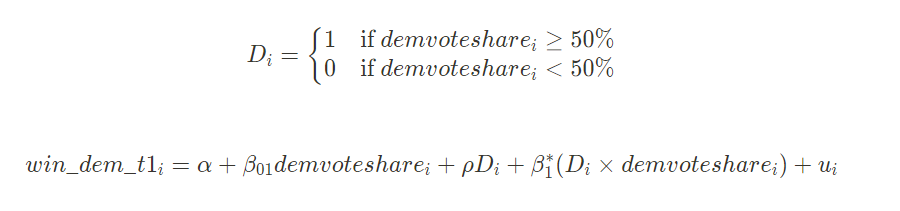 D_i = { 1 if demvoteshare_i ≥ 50%
0 if demvoteshare_i < 50%
win_dem_t1_i = α + β_01 demvoteshare_i + ρD_i + β_1^*(D_i × demvoteshare_i) + u_i